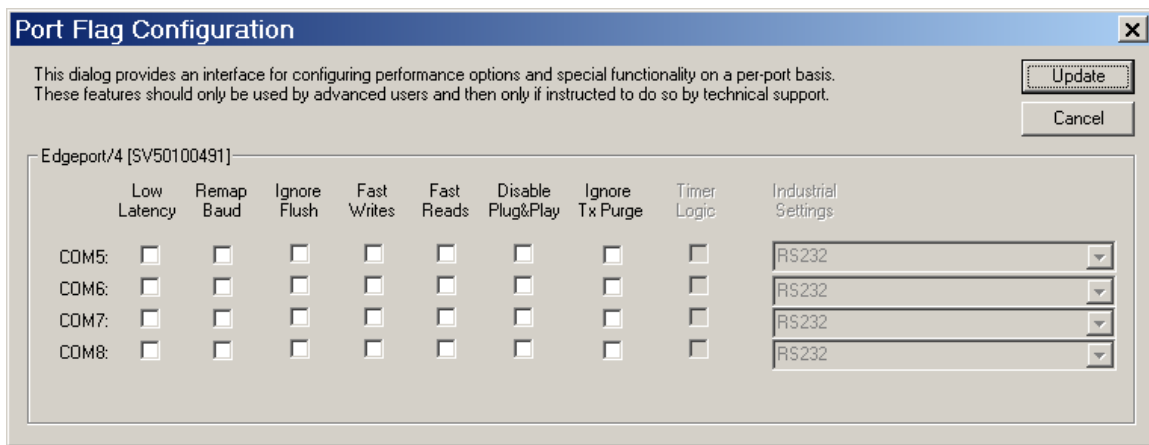 Port Flag Configuration
This dialog provides an interface for configuring performance options and special functionality on a per-port basis.
These features should only be used by advanced users and then only if instructed to do so by technical support.
Update
Cancel
Edgeport/4 [SV50100491]
Low Remap Ignore Fast Fast Disable Ignore Timer Industrial
Latency Baud Flush Writes Reads Plug&Play Tx Purge Logic Settings
COM5: RS232
COM6: RS232
COM7: RS232
COM8: RS232